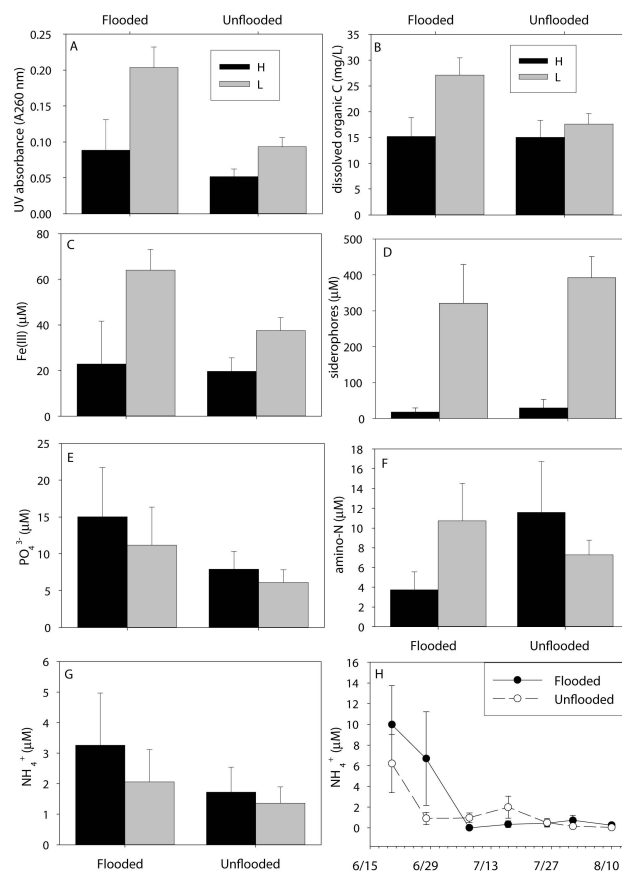 Flooded Unflooded
Flooded Unflooded
A
H
L
UV absorbance (A260 nm)
0.25
0.20
0.15
0.10
0.05
0.00
B
H
L
dissolved organic C (mg/L)
35
30
25
20
15
10
5
0
C
Fe(III) (μM)
80
60
40
20
0
D
siderophores (μM)
500
400
300
200
100
0
E
PO₄³⁻ (μM)
25
20
15
10
5
0
F
amino-N (μM)
18
16
14
12
10
8
6
4
2
0
Flooded Unflooded
G
NH₄⁺ (μM)
6
5
4
3
2
1
0
Flooded Unflooded
H
Flooded
Unflooded
NH₄⁺ (μM)
16
14
12
10
8
6
4
2
0
6/15 6/29 7/13 7/27 8/10